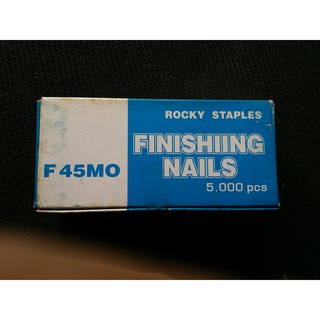 ROCKY STAPLES
F45MO
FINISHIING
NAILS
5.000 pcs